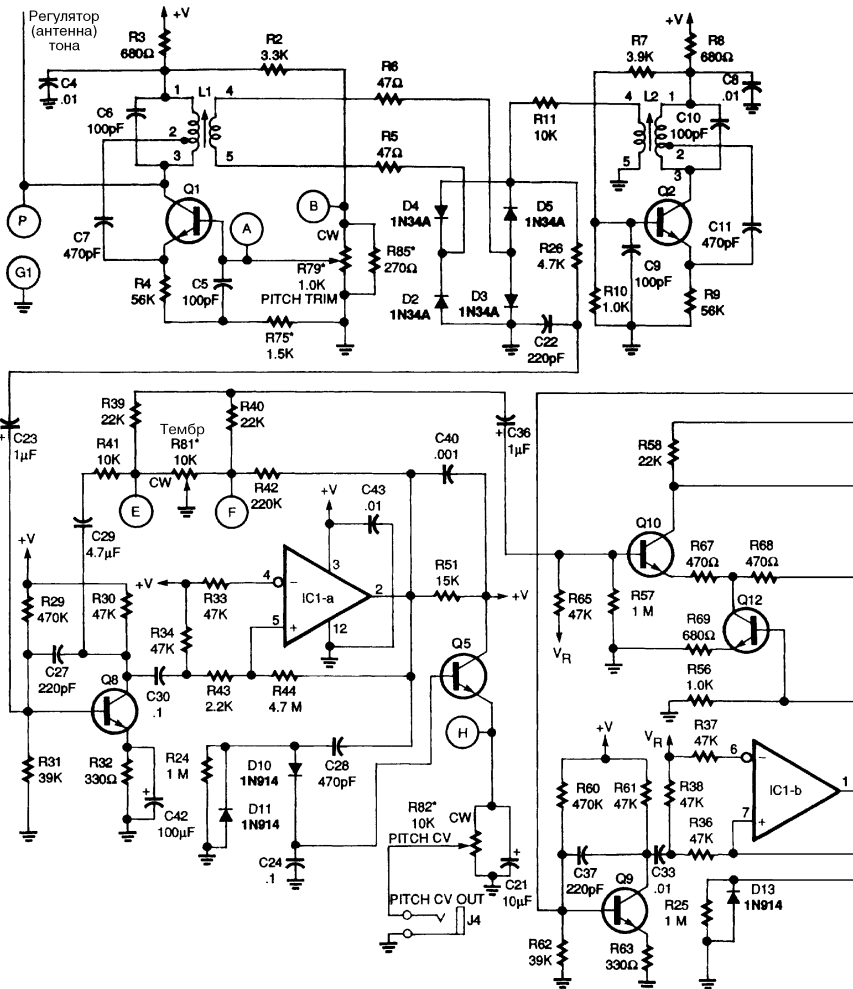 Регулятор
(антенна)
тона
+V
R3
680Ω
R2
3.3K
C4
.01
C6
100pF
1
L1
4
2
3
5
R6
47Ω
R5
47Ω
P
G1
C7
470pF
Q1
A
B
CW
R4
56K
C5
100pF
R79*
1.0K
PITCH TRIM
R85*
270Ω
R75*
1.5K
D4
1N34A
D5
1N34A
D2
1N34A
D3
1N34A
R26
4.7K
C22
220pF
R11
10K
+V
R7
3.9K
R8
680Ω
C8
.01
4
L2
1
C10
100pF
5
2
3
Q2
C11
470pF
C9
100pF
R10
1.0K
R9
56K
C23
1µF
+
R39
22K
Тембр
R40
22K
R41
10K
R81*
10K
CW
R42
220K
E
F
C29
4.7µF
C40
.001
C36
1µF
+
+V
C43
.01
+V
R29
470K
R30
47K
+V
R33
47K
4
−
3
IC1-a
2
5
+
12
R34
47K
R51
15K
+V
C27
220pF
Q8
C30
.1
R43
2.2K
R44
4.7 M
Q5
H
R31
39K
R32
330Ω
+
C42
100µF
R24
1 M
D10
1N914
D11
1N914
C28
470pF
C24
.1
R82*
10K
PITCH CV
CW
+
C21
10µF
PITCH CV OUT
J4
R58
22K
Q10
R67
470Ω
R68
470Ω
R65
47K
R57
1 M
VR
Q12
R69
680Ω
R56
1.0K
+V
VR
R37
47K
6
−
R60
470K
R61
47K
R38
47K
IC1-b
1
7
+
R36
47K
C37
220pF
C33
.01
Q9
R62
39K
R63
330Ω
R25
1 M
D13
1N914